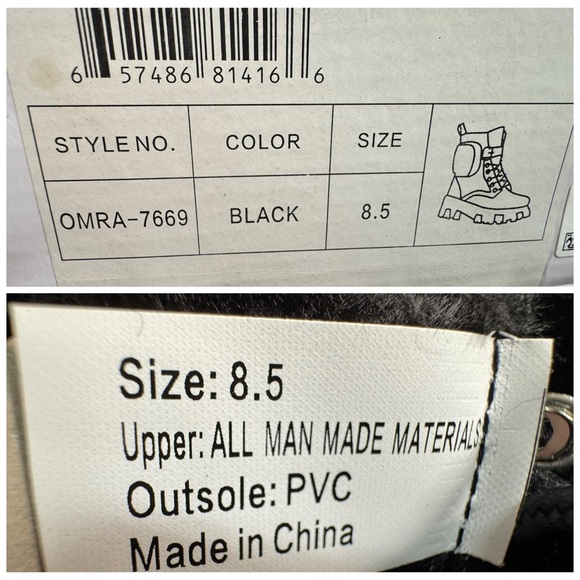 6 57486 81416 6
STYLE NO. COLOR SIZE
OMRA-7669 BLACK 8.5
Size: 8.5
Upper: ALL MAN MADE MATERIALS
Outsole: PVC
Made in China